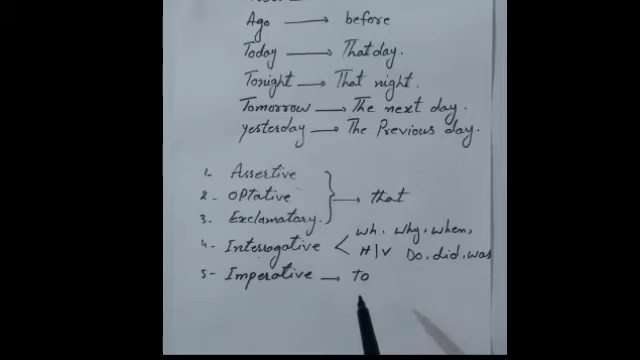 Ago → before
Today → That day.
Tonight → That night.
Tomorrow → The next day.
yesterday → The Previous day.
1. Assertive
2- OPtative } → that
3. Exclamatory.
4- Interrogative < wh. why, when,
H|V Do, did, was
5- Imperative → To